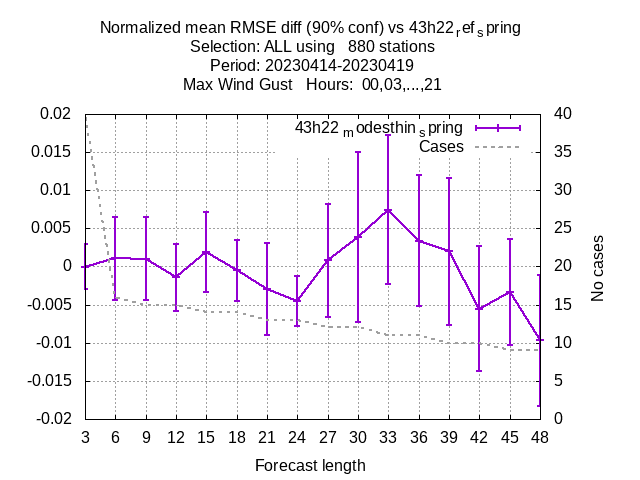 Normalized mean RMSE diff (90% conf) vs 43h22refspring
Selection: ALL using 880 stations
Period: 20230414-20230419
Max Wind Gust Hours: 00,03,...,21
43h22modesthinspring
Cases
0.02
0.015
0.01
0.005
0
-0.005
-0.01
-0.015
-0.02
40
35
30
25
20
15
10
5
0
No cases
3 6 9 12 15 18 21 24 27 30 33 36 39 42 45 48
Forecast length